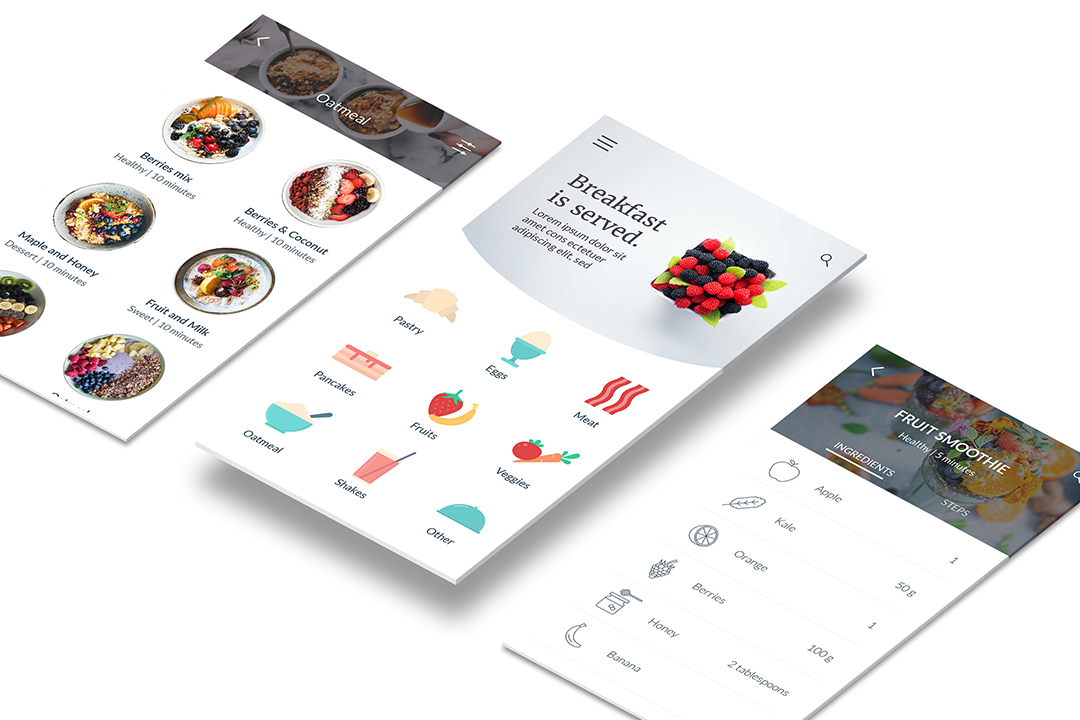 Oatmeal
Berries mix
Healthy | 10 minutes
Berries & Coconut
Healthy | 10 minutes
Maple and Honey
Dessert | 10 minutes
Fruit and Milk
Sweet | 10 minutes
Breakfast
is served.
Lorem ipsum dolor sit
amet cons ectetuer
adipiscing elit, sed
Pastry
Eggs
Meat
Pancakes
Fruits
Veggies
Oatmeal
Shakes
Other
FRUIT SMOOTHIE
Healthy | 5 minutes
INGREDIENTS
STEPS
Apple
1
Kale
50 g
Orange
1
Berries
100 g
Honey
2 tablespoons
Banana